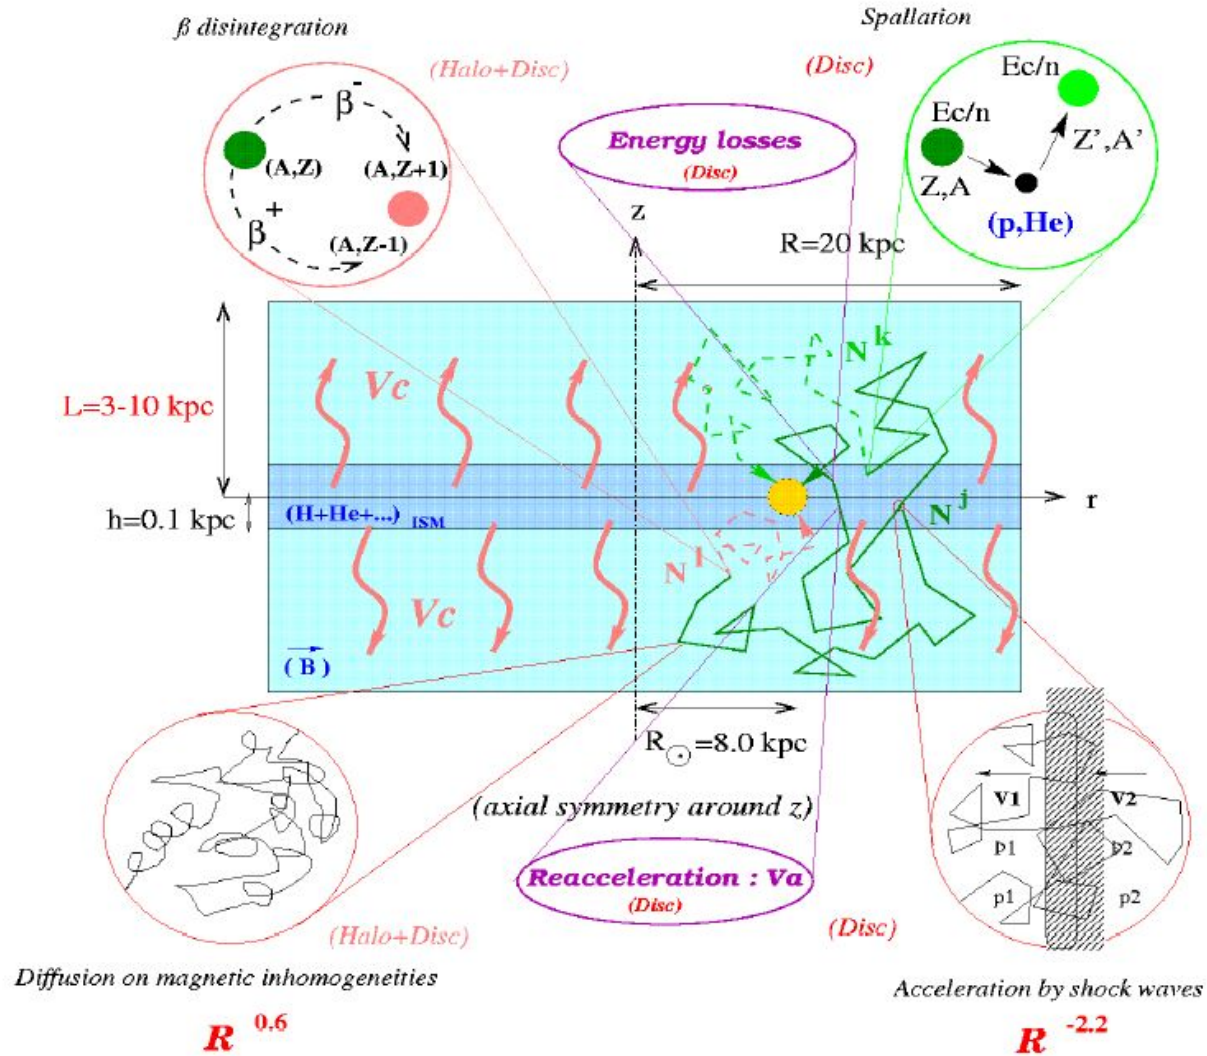 β disintegration
Spallation
(Halo+Disc)
(Disc)
β-
(A,Z)
(A,Z+1)
β+
(A,Z-1)
Energy losses
(Disc)
Ec/n
Ec/n
Z',A'
Z,A
(p,He)
z
R=20 kpc
N k
Vc
L=3-10 kpc
r
h=0.1 kpc
(H+He+...) ISM
N j
N l
Vc
(B)
R☉=8.0 kpc
(axial symmetry around z)
V1
V2
p1
p2
p1
p2
Reacceleration : Va
(Disc)
(Halo+Disc)
(Disc)
Diffusion on magnetic inhomogeneities
Acceleration by shock waves
R 0.6
R -2.2